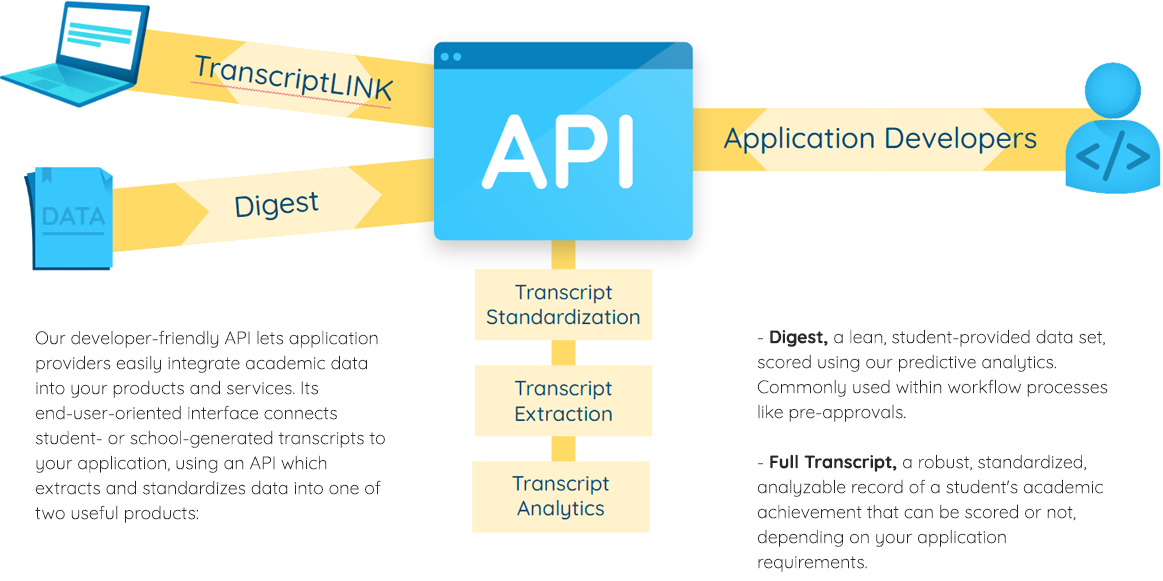 TranscriptLINK
API
Application Developers
</>
DATA
Digest
Transcript
Standardization
Transcript
Extraction
Transcript
Analytics
Our developer-friendly API lets application
providers easily integrate academic data
into your products and services. Its
end-user-oriented interface connects
student- or school-generated transcripts to
your application, using an API which
extracts and standardizes data into one of
two useful products:
- Digest, a lean, student-provided data set,
scored using our predictive analytics.
Commonly used within workflow processes
like pre-approvals.
- Full Transcript, a robust, standardized,
analyzable record of a student's academic
achievement that can be scored or not,
depending on your application
requirements.